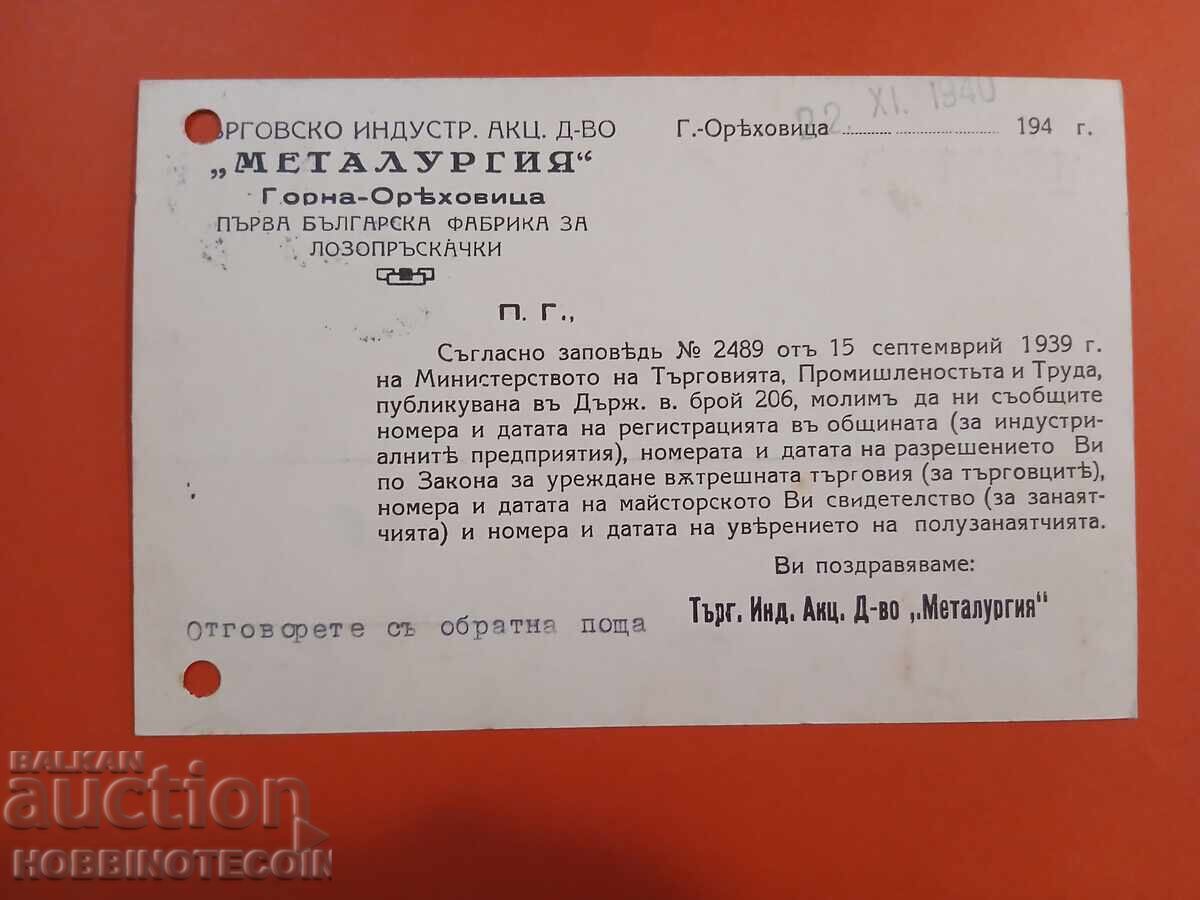 ТЪРГОВСКО ИНДУСТР. АКЦ. Д-ВО
„МЕТАЛУРГИЯ“
Горна-Орѣховица
ПЪРВА БЪЛГАРСКА ФАБРИКА ЗА
ЛОЗОПРЪСКАЧКИ
22. XI. 1940
Г.-Орѣховица 194 г.
П. Г.,
Съгласно заповѣдь № 2489 отъ 15 септемврий 1939 г.
на Министерството на Търговията, Промишленостьта и Труда,
публикувана въ Държ. в. брой 206, молимъ да ни съобщите
номера и датата на регистрацията въ общината (за индустри-
алнитѣ предприятия), номерата и датата на разрешението Ви
по Закона за уреждане вѫтрешната търговия (за търговцитѣ),
номера и датата на майсторското Ви свидетелство (за занаят-
чията) и номера и датата на увѣрението на полузанаятчията.
Ви поздравяваме:
Търг. Инд. Акц. Д-во „Металургия“
Отговорете съ обратна поща
BALKAN
auction
HOBBINOTECOIN